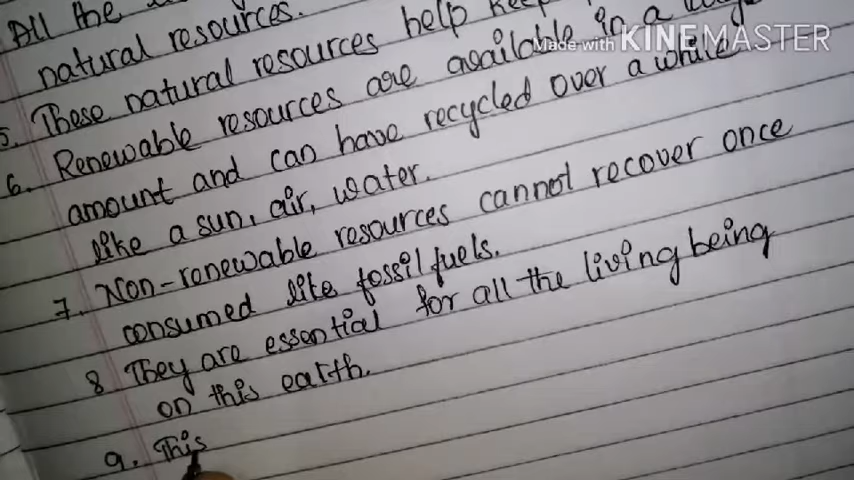 All the
natural resources.
5. These natural resources help keep
6. Renewable resources are available in a
amount and can have recycled over a while
like a sun, air, water.
7. Non-renewable resources cannot recover once
consumed like fossil fuels.
8 They are essential for all the living being
on this earth.
9. This
Made with KINEMASTER